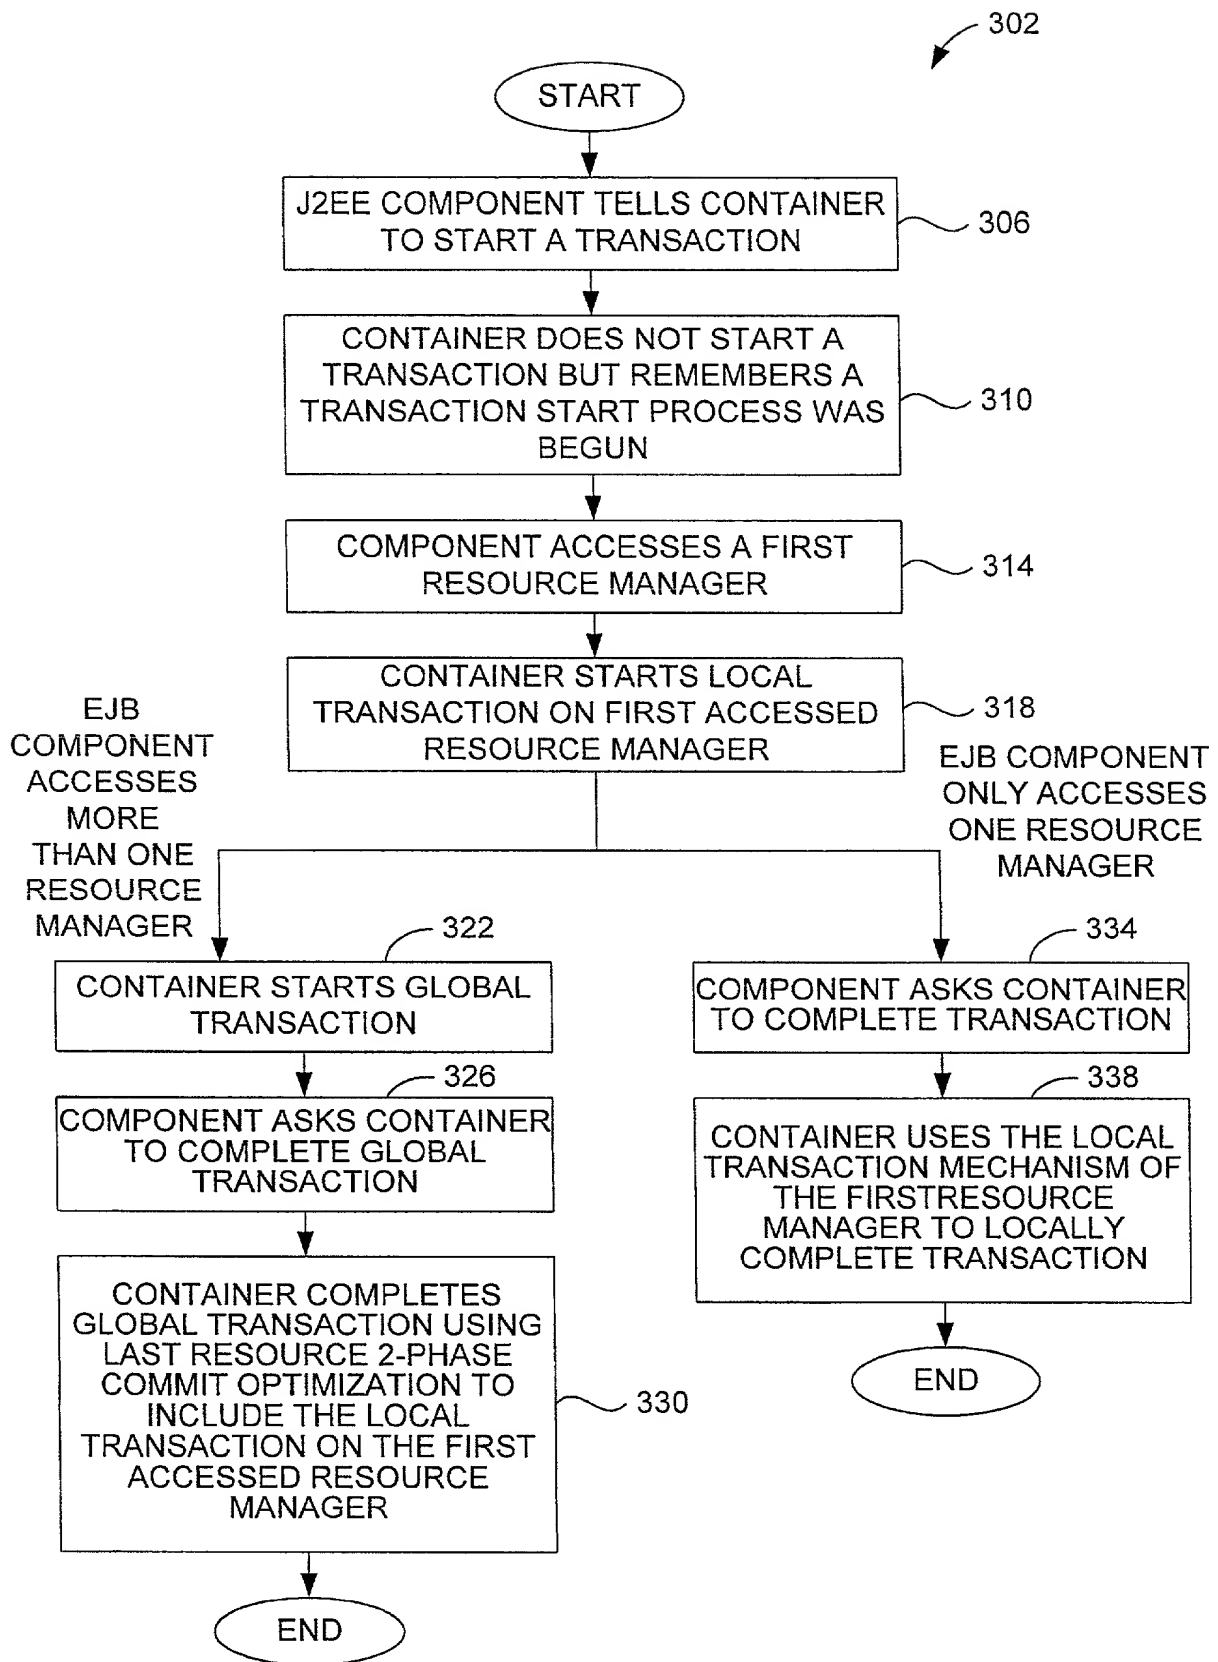 302
START
J2EE COMPONENT TELLS CONTAINER
TO START A TRANSACTION
306
CONTAINER DOES NOT START A
TRANSACTION BUT REMEMBERS A
TRANSACTION START PROCESS WAS
BEGUN
310
COMPONENT ACCESSES A FIRST
RESOURCE MANAGER
314
CONTAINER STARTS LOCAL
TRANSACTION ON FIRST ACCESSED
RESOURCE MANAGER
318
EJB
COMPONENT
ACCESSES
MORE
THAN ONE
RESOURCE
MANAGER
EJB COMPONENT
ONLY ACCESSES
ONE RESOURCE
MANAGER
322
CONTAINER STARTS GLOBAL
TRANSACTION
326
COMPONENT ASKS CONTAINER
TO COMPLETE GLOBAL
TRANSACTION
CONTAINER COMPLETES
GLOBAL TRANSACTION USING
LAST RESOURCE 2-PHASE
COMMIT OPTIMIZATION TO
INCLUDE THE LOCAL
TRANSACTION ON THE FIRST
ACCESSED RESOURCE
MANAGER
330
END
334
COMPONENT ASKS CONTAINER
TO COMPLETE TRANSACTION
338
CONTAINER USES THE LOCAL
TRANSACTION MECHANISM OF
THE FIRSTRESOURCE
MANAGER TO LOCALLY
COMPLETE TRANSACTION
END